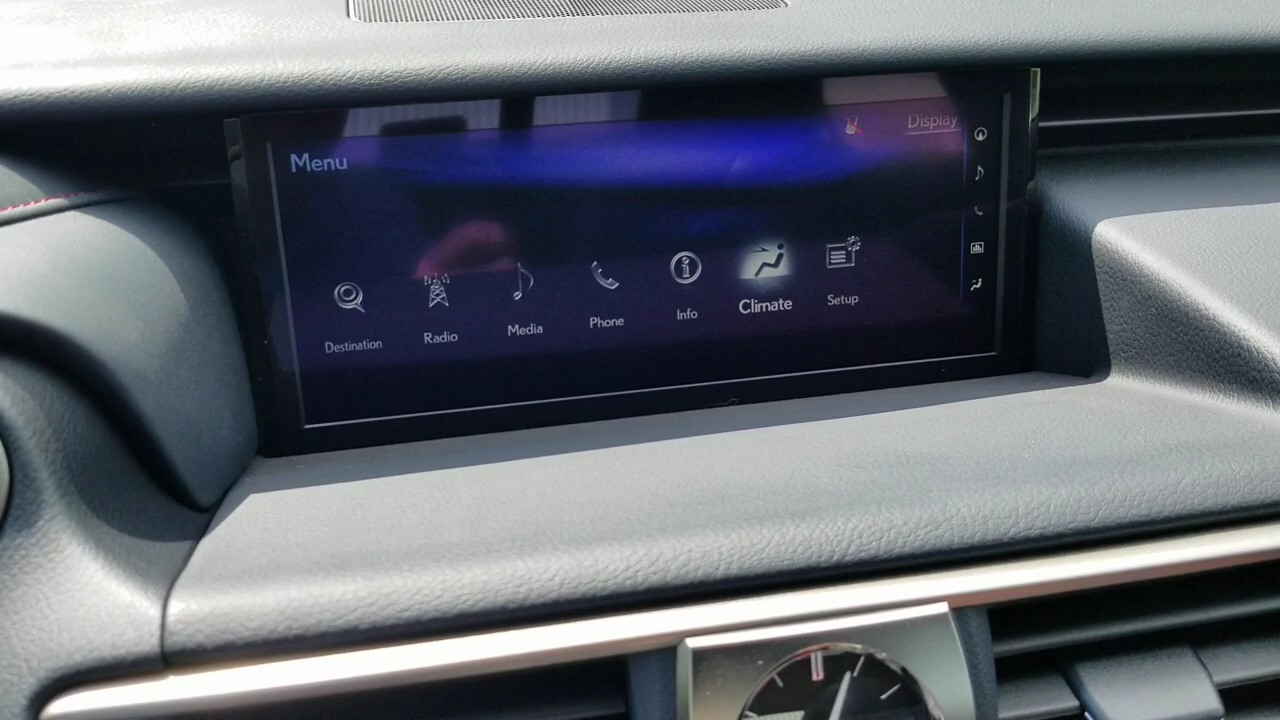 Menu
Display
Destination
Radio
Media
Phone
Info
Climate
Setup